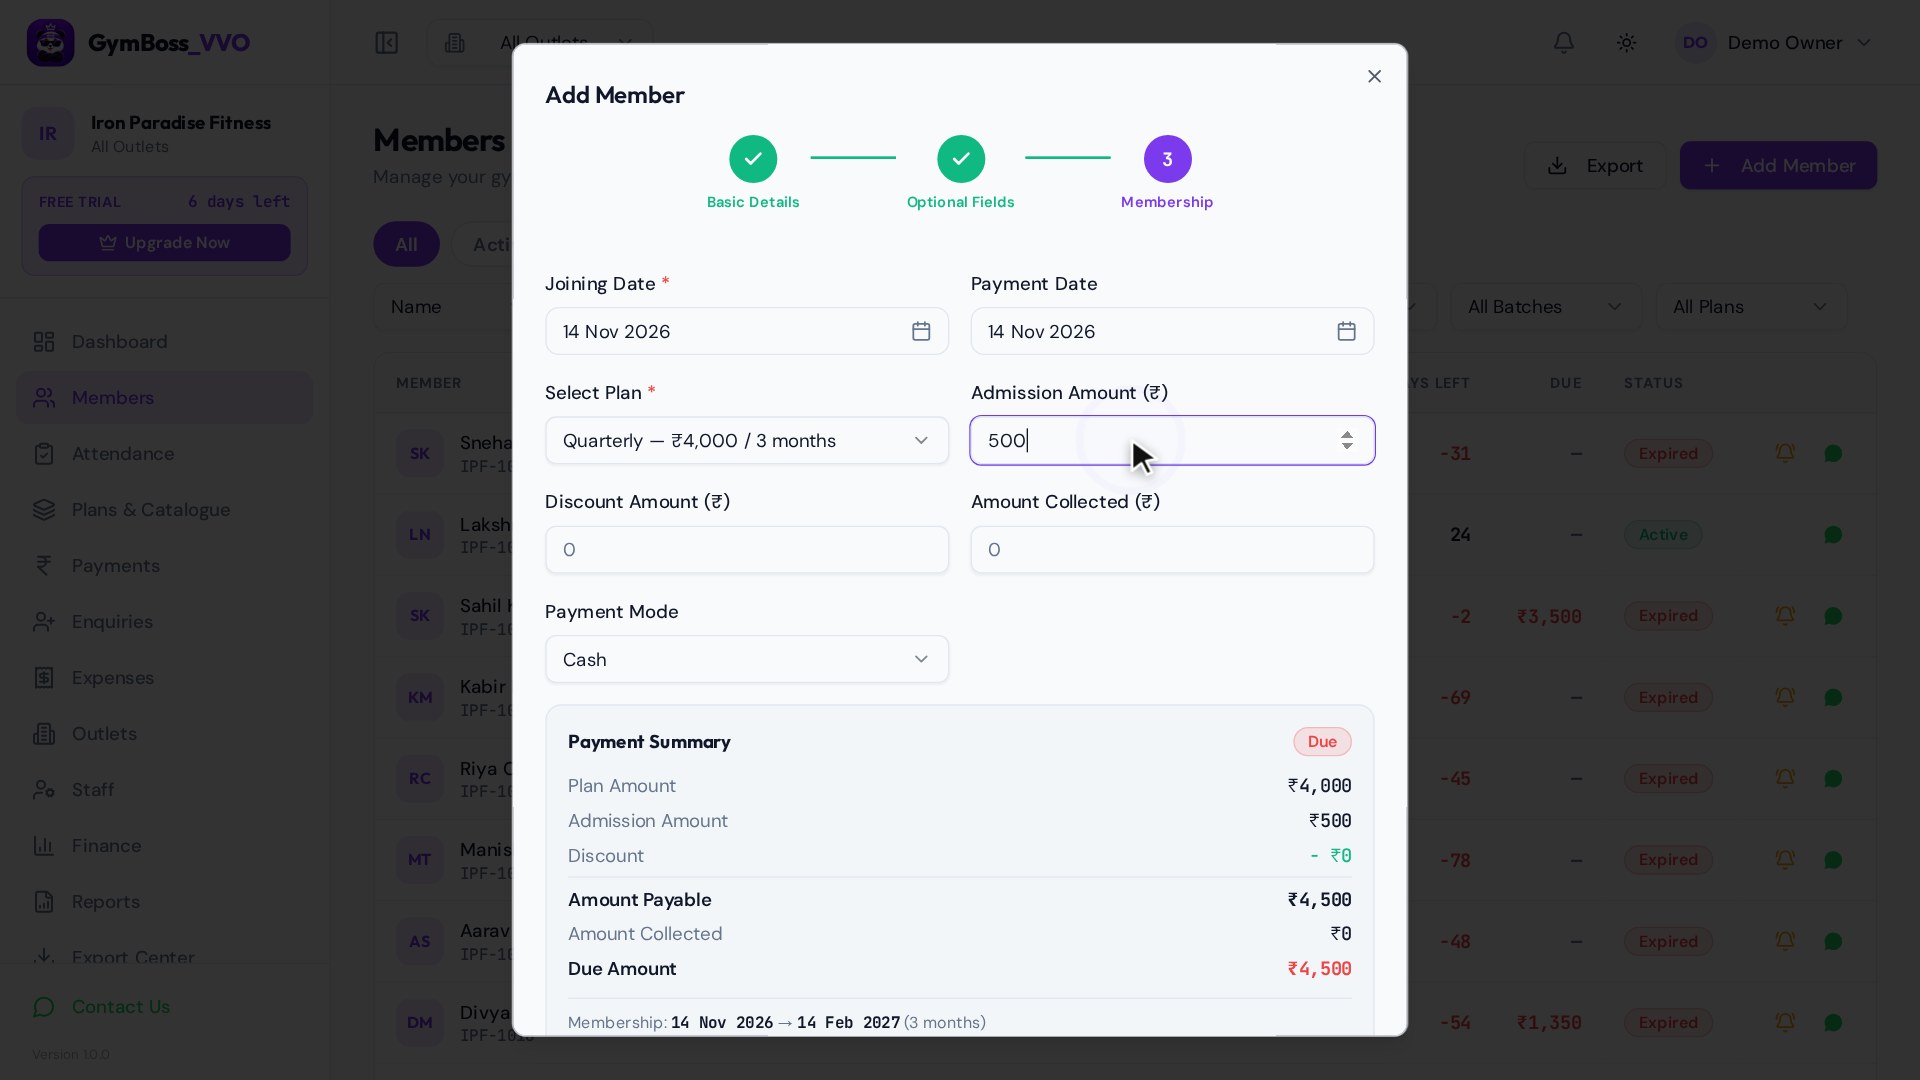 GymBoss_VVO
All Outlets
DO Demo Owner
IR Iron Paradise Fitness
All Outlets
FREE TRIAL 6 days left
Upgrade Now
Dashboard
Members
Attendance
Plans & Catalogue
Payments
Enquiries
Expenses
Outlets
Staff
Finance
Reports
Export Center
Contact Us
Version 1.0.0
Members
Manage your gy
Export
Add Member
All
Name
All Batches
All Plans
MEMBER
LEFT DUE STATUS
SK Sneha
-31 Expired
LN
24 – Active
SK Sahil
-2 ₹3,500 Expired
KM Kabir
-69 – Expired
RC Riya
-45 – Expired
MT Manis
-78 – Expired
AS Aarav
-48 – Expired
DM Divya
-54 ₹1,350 Expired
Add Member
3
Basic Details Optional Fields Membership
Joining Date * Payment Date
14 Nov 2026 14 Nov 2026
Select Plan * Admission Amount (₹)
Quarterly — ₹4,000 / 3 months 500
Discount Amount (₹) Amount Collected (₹)
0 0
Payment Mode
Cash
Payment Summary Due
Plan Amount ₹4,000
Admission Amount ₹500
Discount - ₹0
Amount Payable ₹4,500
Amount Collected ₹0
Due Amount ₹4,500
Membership: 14 Nov 2026 → 14 Feb 2027 (3 months)